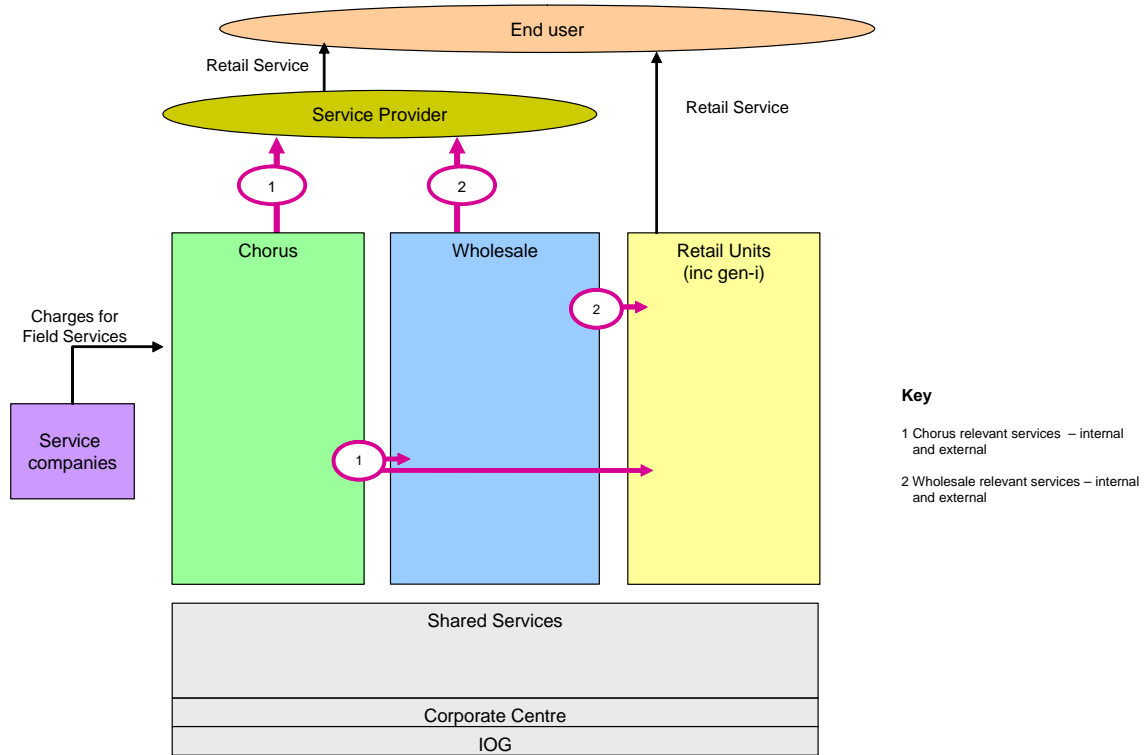 End user
Retail Service
Retail Service
Service Provider
1
2
Chorus
Wholesale
Retail Units
(inc gen-i)
2
Charges for
Field Services
Service
companies
1
Key
1 Chorus relevant services – internal
and external
2 Wholesale relevant services – internal
and external
Shared Services
Corporate Centre
IOG